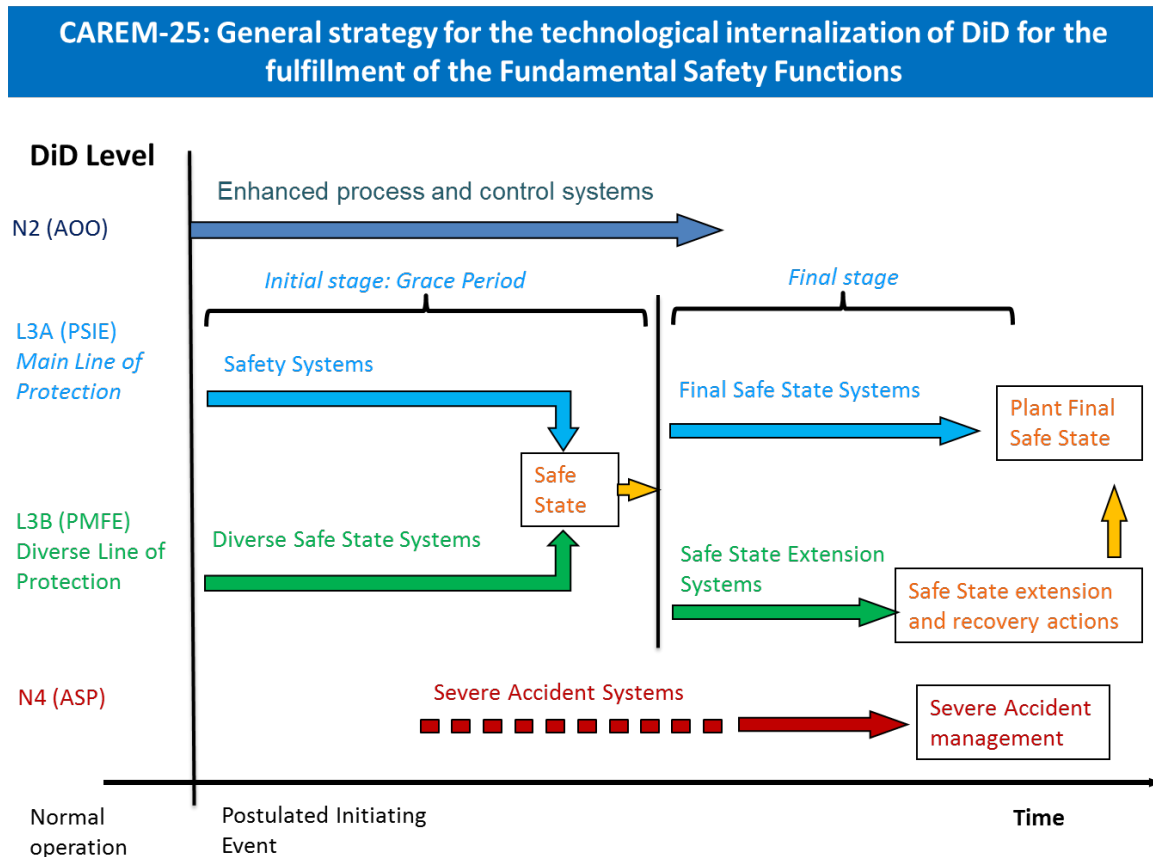 CAREM-25: General strategy for the technological internalization of DiD for the
fulfillment of the Fundamental Safety Functions
DiD Level
Enhanced process and control systems
N2 (AOO)
Initial stage: Grace Period
Final stage
L3A (PSIE)
Main Line of
Protection
Safety Systems
Final Safe State Systems
Plant Final
Safe State
Safe
State
L3B (PMFE)
Diverse Line of
Protection
Diverse Safe State Systems
Safe State Extension
Systems
Safe State extension
and recovery actions
N4 (ASP)
Severe Accident Systems
Severe Accident
management
Normal
operation
Postulated Initiating
Event
Time